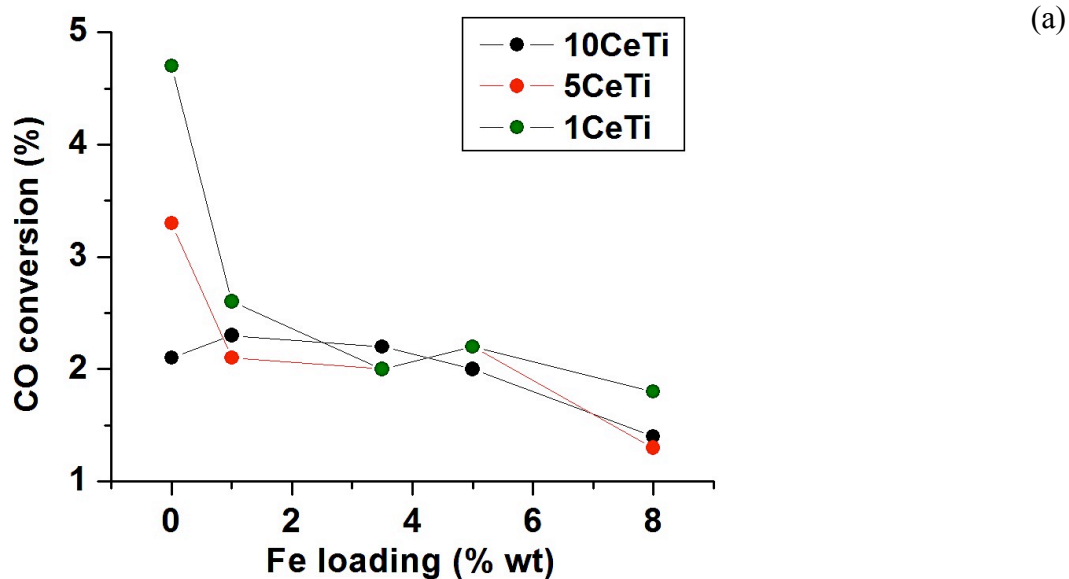 (a)
10CeTi
5CeTi
1CeTi
CO conversion (%)
5
4
3
2
1
0 2 4 6 8
Fe loading (% wt)